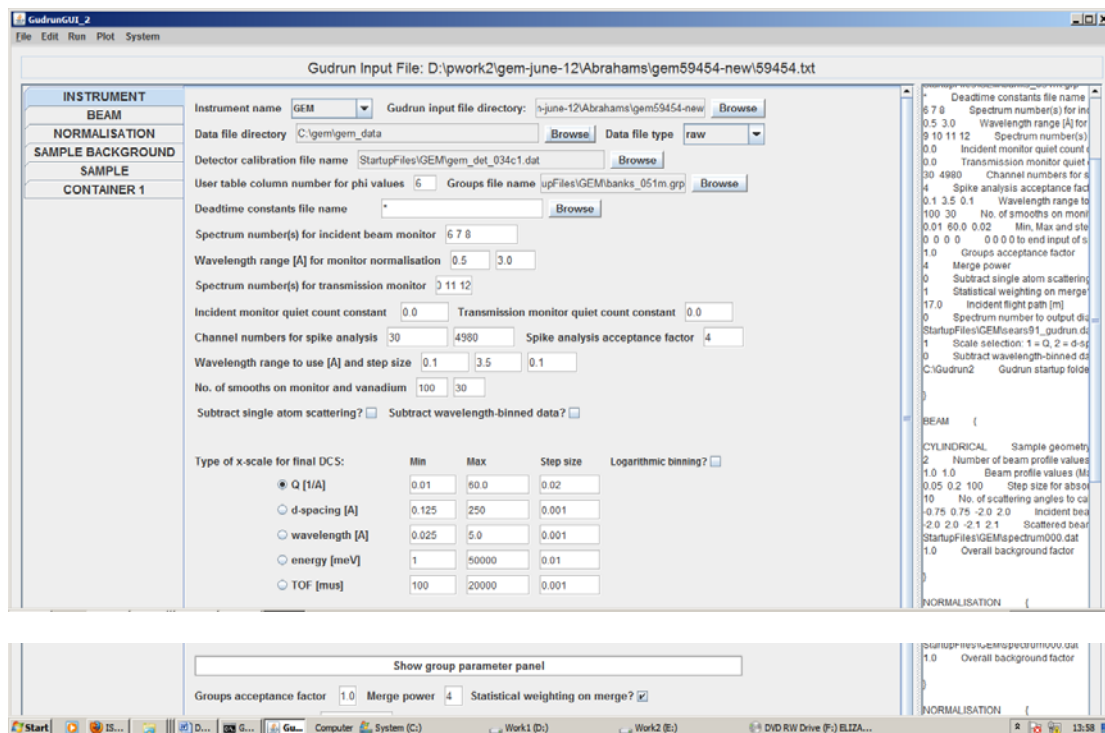 GudrunGUI_2
File Edit Run Plot System
Gudrun Input File: D:\pwork2\gem-june-12\Abrahams\gem59454-new\59454.txt
INSTRUMENT
BEAM
NORMALISATION
SAMPLE BACKGROUND
SAMPLE
CONTAINER 1
Instrument name GEM Gudrun input file directory: ı-june-12\Abrahams\gem59454-new Browse
Data file directory C:\gem\gem_data Browse Data file type raw
Detector calibration file name StartupFiles\GEM\gem_det_034c1.dat Browse
User table column number for phi values 6 Groups file name upFiles\GEM\banks_051m.grp Browse
Deadtime constants file name * Browse
Spectrum number(s) for incident beam monitor 6 7 8
Wavelength range [A] for monitor normalisation 0.5 3.0
Spectrum number(s) for transmission monitor 11 12
Incident monitor quiet count constant 0.0 Transmission monitor quiet count constant 0.0
Channel numbers for spike analysis 30 4980 Spike analysis acceptance factor 4
Wavelength range to use [A] and step size 0.1 3.5 0.1
No. of smooths on monitor and vanadium 100 30
Subtract single atom scattering? Subtract wavelength-binned data?
Type of x-scale for final DCS: Min Max Step size Logarithmic binning?
Q [1/A] 0.01 60.0 0.02
d-spacing [A] 0.125 250 0.001
wavelength [A] 0.025 5.0 0.001
energy [meV] 1 50000 0.01
TOF [mus] 100 20000 0.001
* Deadtime constants file name
6 7 8 Spectrum number(s) for inc
0.5 3.0 Wavelength range [Å] for
9 10 11 12 Spectrum number(s)
0.0 Incident monitor quiet count
0.0 Transmission monitor quiet
30 4980 Channel numbers for s
4 Spike analysis acceptance fact
0.1 3.5 0.1 Wavelength range to
100 30 No. of smooths on moni
0.01 60.0 0.02 Min, Max and ste
0 0 0 0 0 0 0 0 to end input of s
1.0 Groups acceptance factor
4 Merge power
0 Subtract single atom scattering
1 Statistical weighting on merge?
17.0 Incident flight path [m]
0 Spectrum number to output dia
StartupFiles\GEM\sears91_gudrun.da
1 Scale selection: 1 = Q, 2 = d-sp
0 Subtract wavelength-binned da
C:\Gudrun2 Gudrun startup folde
}
BEAM {
CYLINDRICAL Sample geometry
2 Number of beam profile values
1.0 1.0 Beam profile values (Ma
0.05 0.2 100 Step size for absor
10 No. of scattering angles to ca
-0.75 0.75 -2.0 2.0 Incident bea
-2.0 2.0 -2.1 2.1 Scattered bear
StartupFiles\GEM\spectrum000.dat
1.0 Overall background factor
}
NORMALISATION {
Show group parameter panel
Groups acceptance factor 1.0 Merge power 4 Statistical weighting on merge?
StartupFiles\GEM\spectrum000.dat
1.0 Overall background factor
}
NORMALISATION {
Start IS... D... G... Gu... Computer System (C:) Work1 (D:) Work2 (E:) DVD RW Drive (F:) ELIZA... 13:58